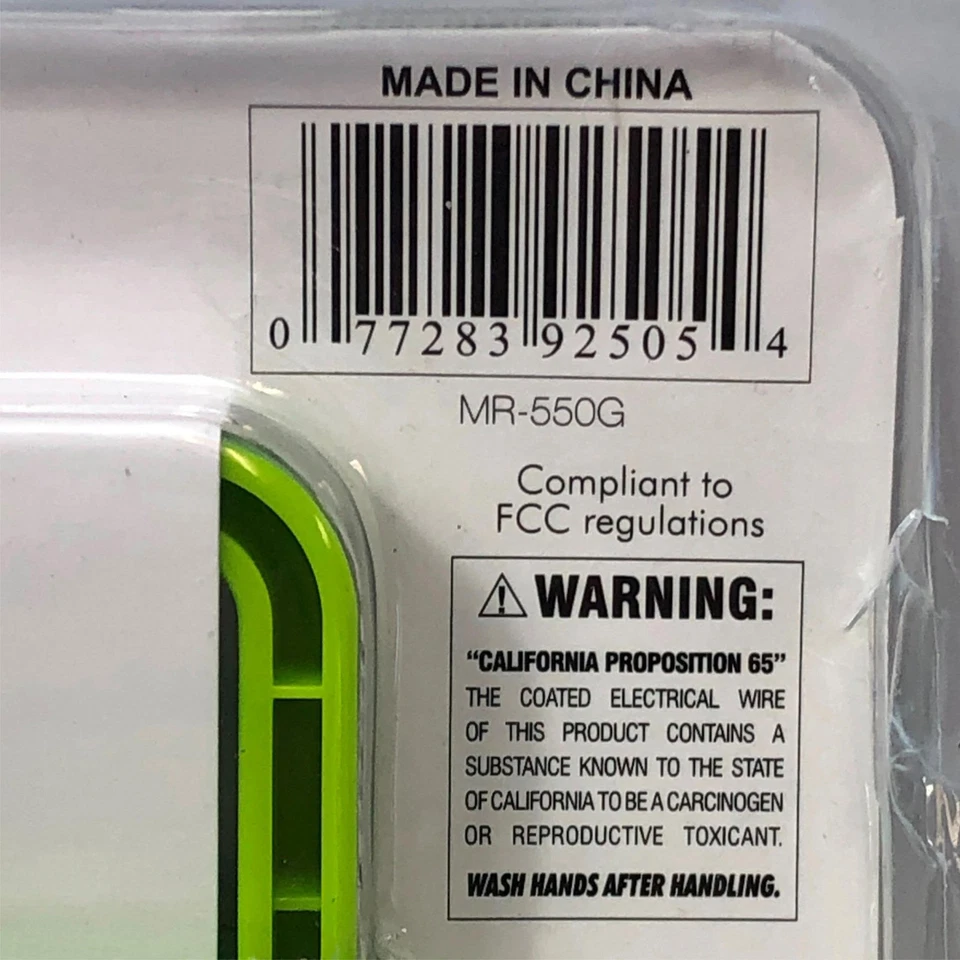 MADE IN CHINA
0 77283 92505 4
MR-550G
Compliant to
FCC regulations
⚠ WARNING:
“CALIFORNIA PROPOSITION 65”
THE COATED ELECTRICAL WIRE
OF THIS PRODUCT CONTAINS A
SUBSTANCE KNOWN TO THE STATE
OF CALIFORNIA TO BE A CARCINOGEN
OR REPRODUCTIVE TOXICANT.
WASH HANDS AFTER HANDLING.